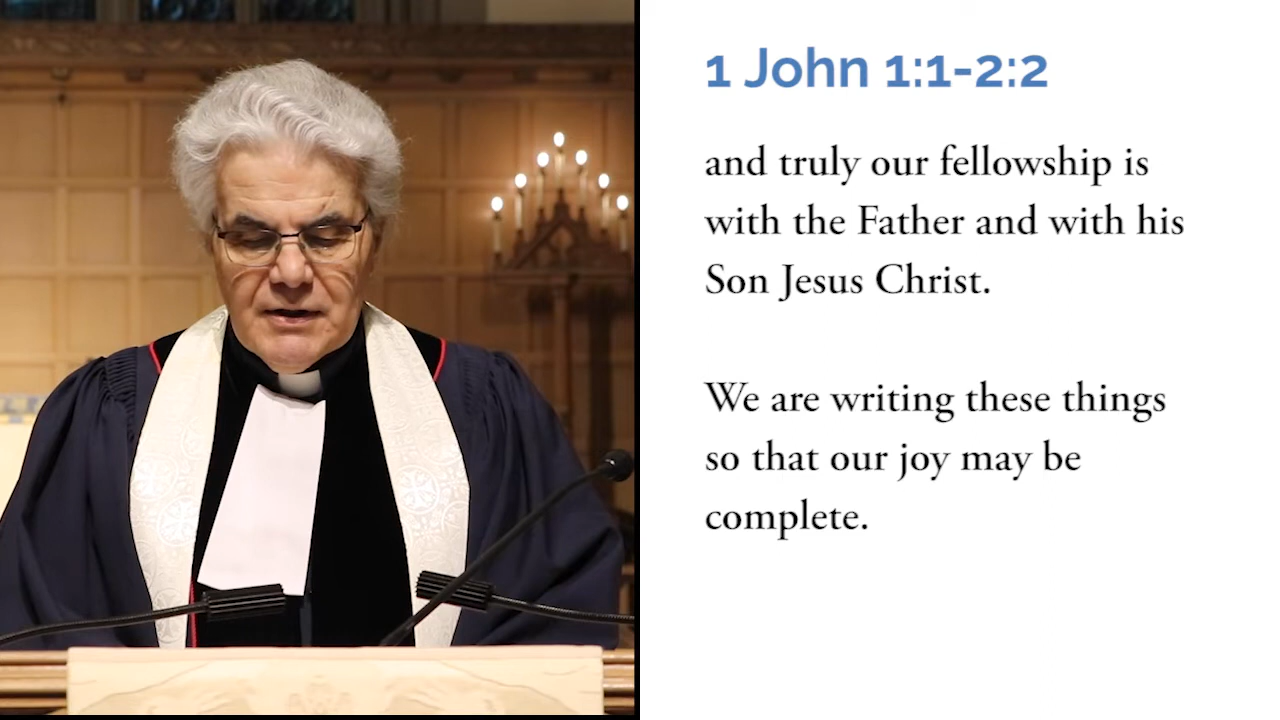 1 John 1:1-2:2
and truly our fellowship is
with the Father and with his
Son Jesus Christ.
We are writing these things
so that our joy may be
complete.